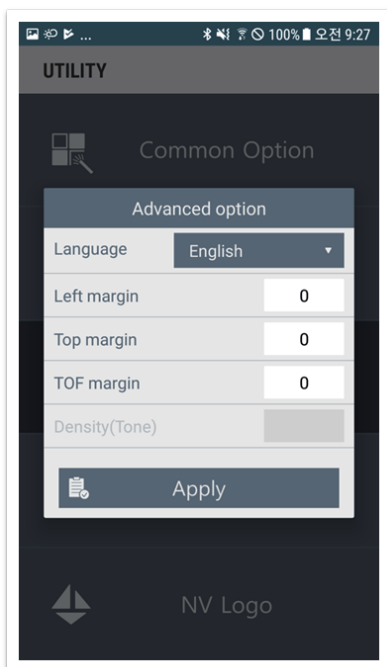 ... 100% 오전 9:27
UTILITY
Common Option
Advanced option
Language English
Left margin 0
Top margin 0
TOF margin 0
Density(Tone)
Apply
NV Logo